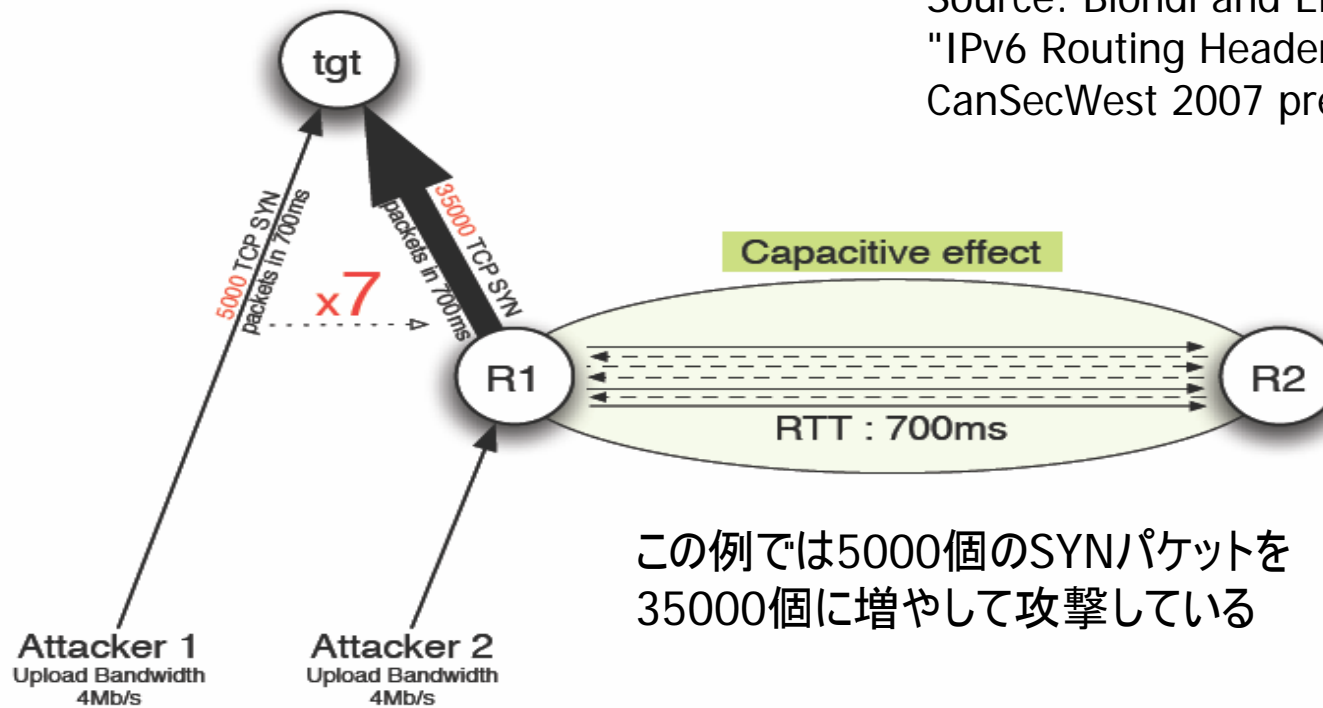 Source: Biondi and
"IPv6 Routing Header
CanSecWest 2007
tgt
5000 TCP SYN
packets in 700ms
x7
35000 TCP SYN
packets in 700ms
Capacitive effect
R1
R2
RTT : 700ms
この例では5000個のSYNパケットを
35000個に増やして攻撃している
Attacker 1
Upload Bandwidth
4Mb/s
Attacker 2
Upload Bandwidth
4Mb/s